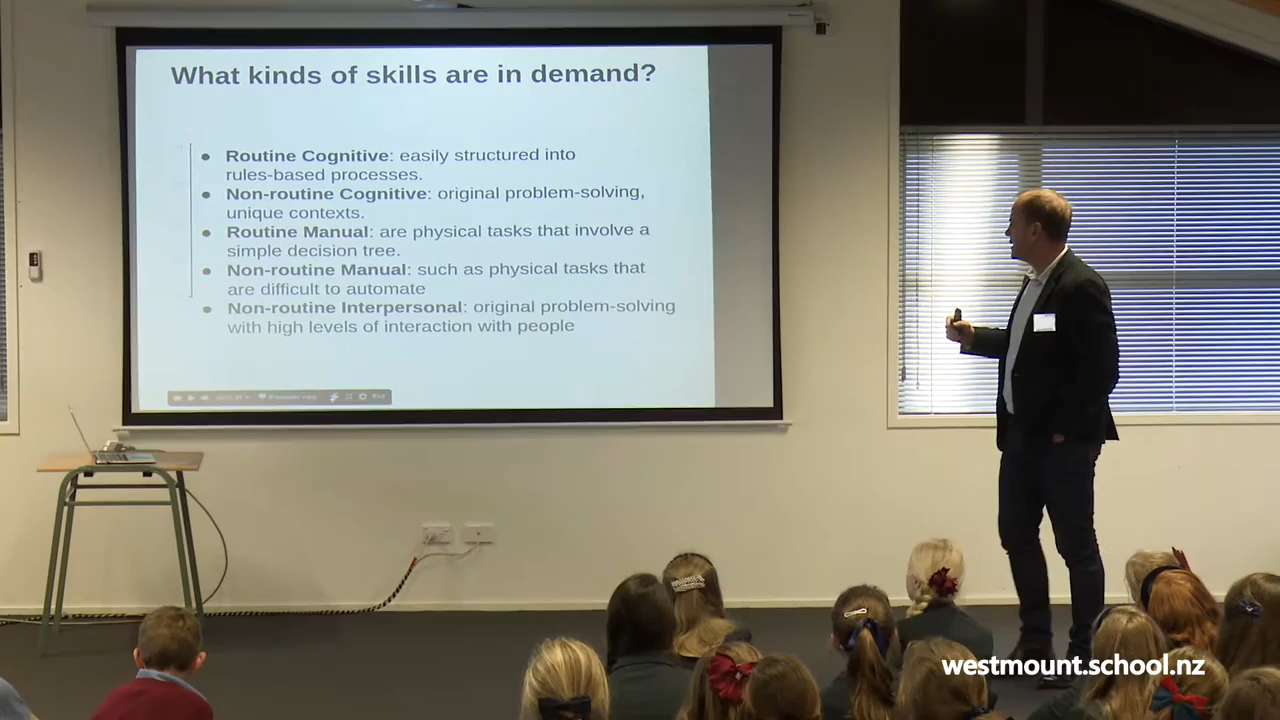 What kinds of skills are in demand?
● Routine Cognitive: easily structured into
rules-based processes.
● Non-routine Cognitive: original problem-solving,
unique contexts.
● Routine Manual: are physical tasks that involve a
simple decision tree.
● Non-routine Manual: such as physical tasks that
are difficult to automate
● Non-routine Interpersonal: original problem-solving
with high levels of interaction with people
westmount.school.nz